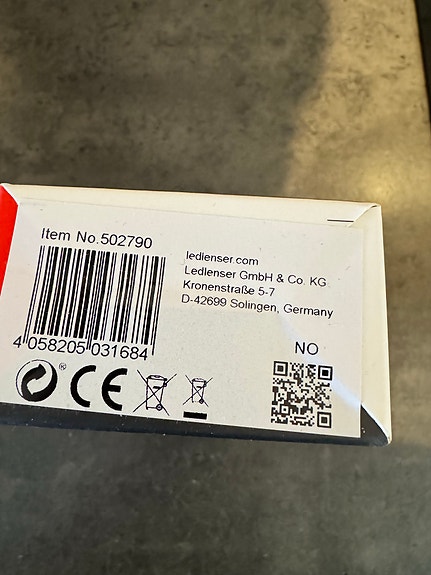 Item No.502790
ledlenser.com
Ledlenser GmbH & Co. KG
Kronenstraße 5-7
D-42699 Solingen, Germany
4 058205 031684
NO
® CE